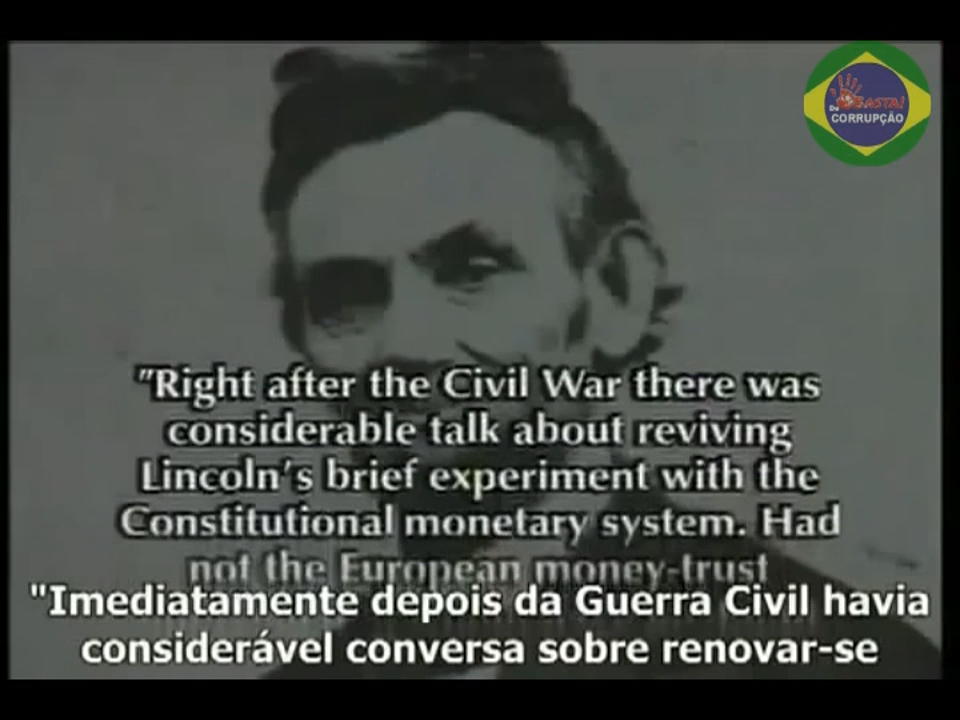 De
BASTA!
CORRUPÇÃO
"Right after the Civil War there was
considerable talk about reviving
Lincoln's brief experiment with the
Constitutional monetary system. Had
not the European money-trust
"Imediatamente depois da Guerra Civil havia
considerável conversa sobre renovar-se